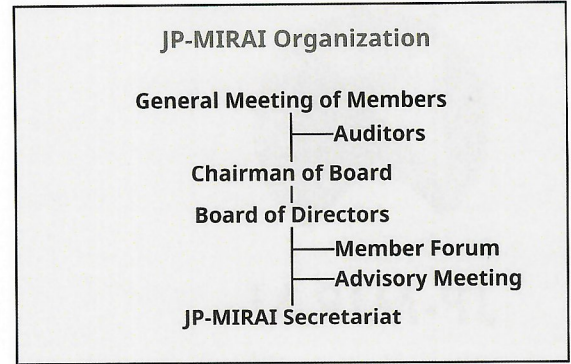 JP-MIRAI Organization
General Meeting of Members
Auditors
Chairman of Board
Board of Directors
Member Forum
Advisory Meeting
JP-MIRAI Secretariat